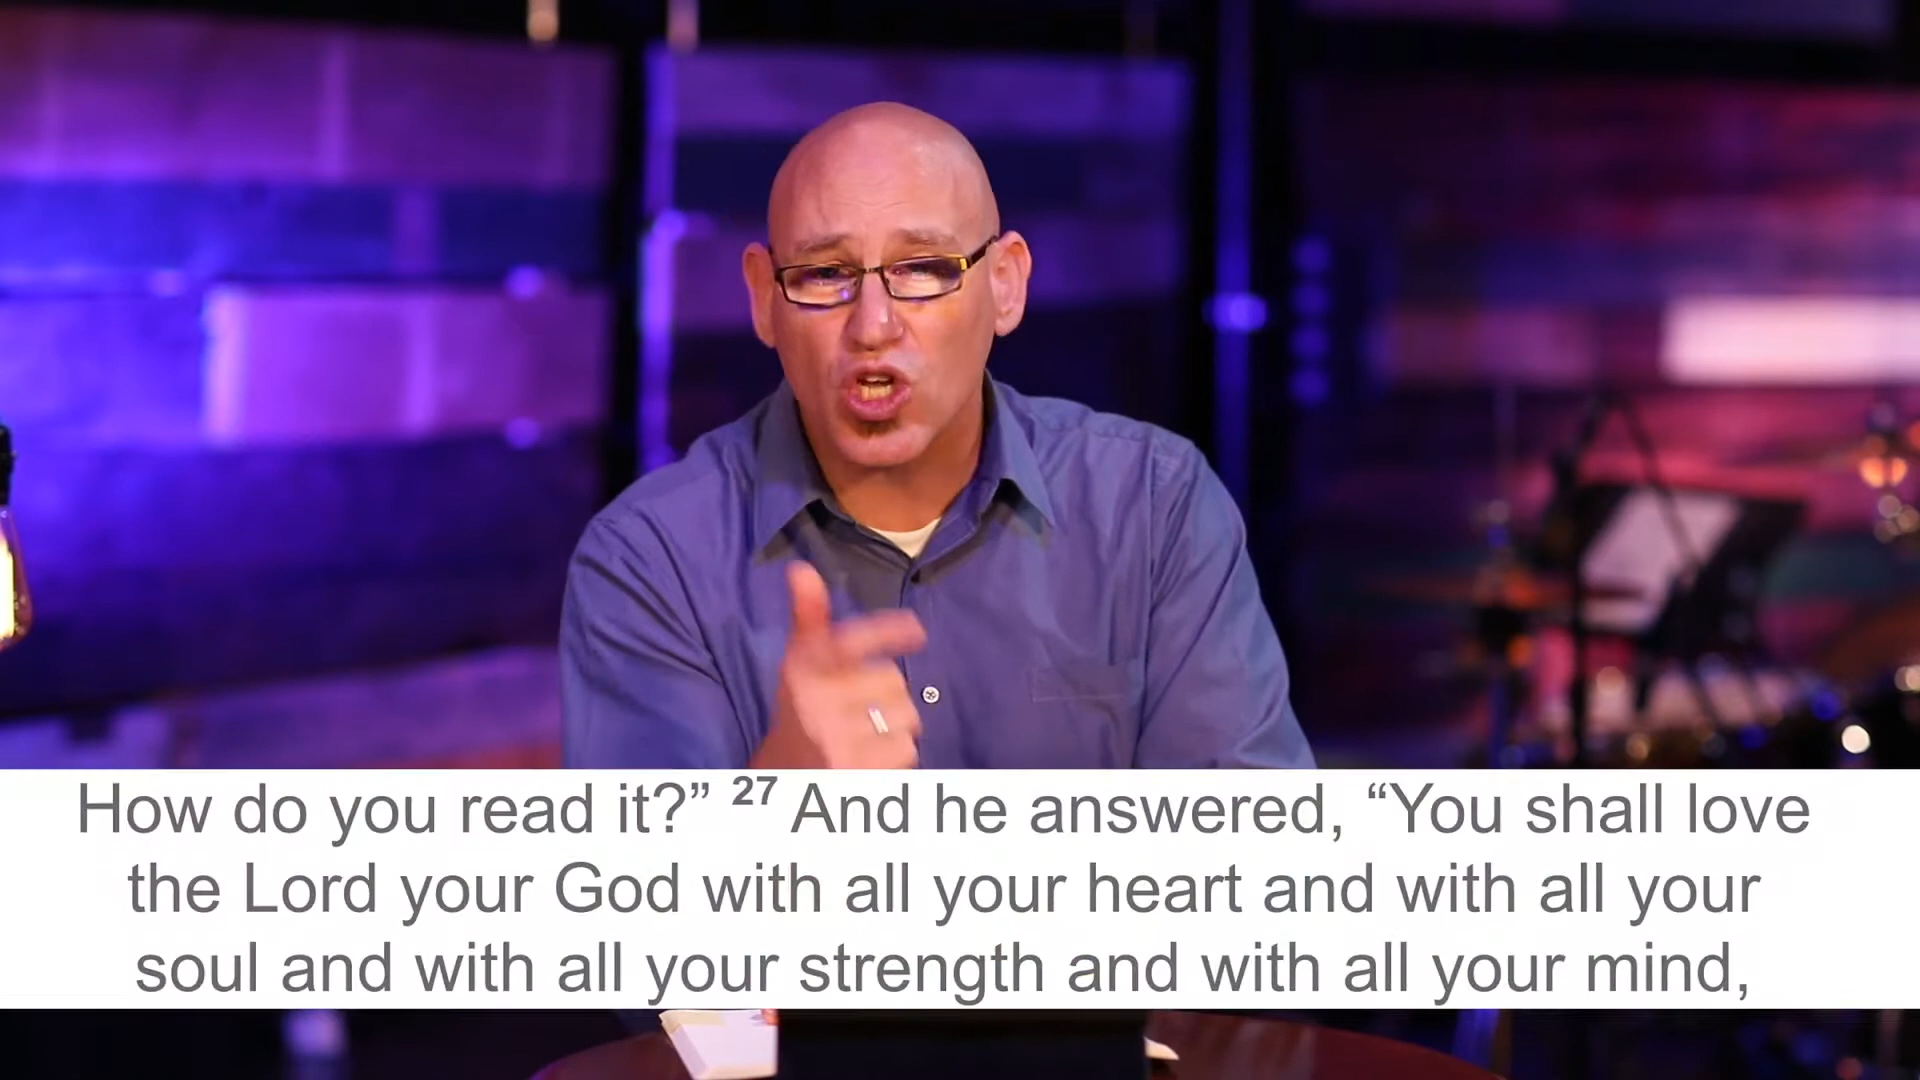 How do you read it?” 27 And he answered, “You shall love
the Lord your God with all your heart and with all your
soul and with all your strength and with all your mind,